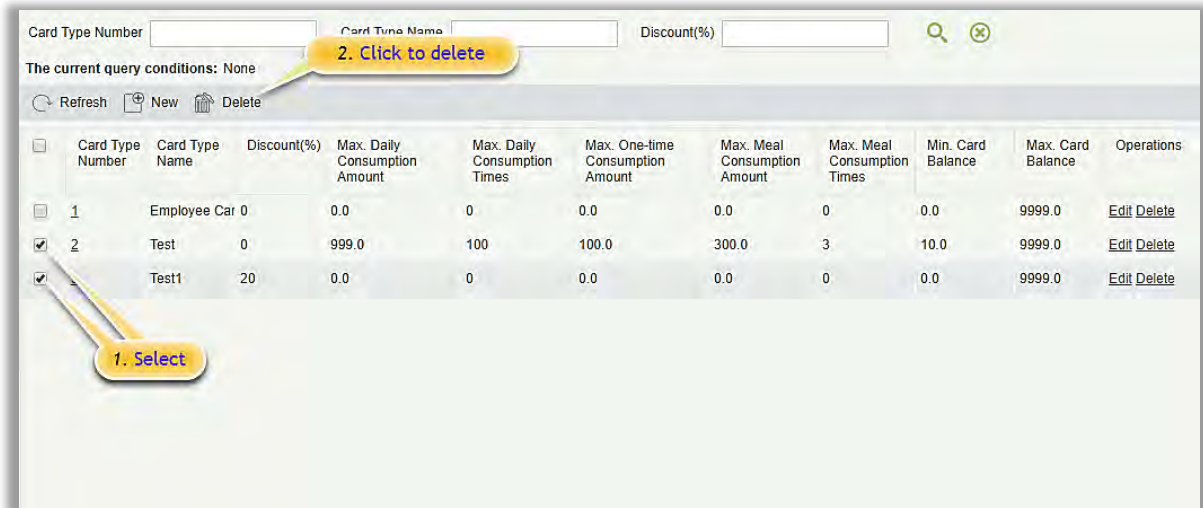 Card Type Number Card Type Name Discount(%)
2. Click to delete
The current query conditions: None
Refresh New Delete
Card Type Number Card Type Name Discount(%) Max. Daily Consumption Amount Max. Daily Consumption Times Max. One-time Consumption Amount Max. Meal Consumption Amount Max. Meal Consumption Times Min. Card Balance Max. Card Balance Operations
1 Employee Car 0 0.0 0 0.0 0.0 0 0.0 9999.0 Edit Delete
2 Test 0 999.0 100 100.0 300.0 3 10.0 9999.0 Edit Delete
Test1 20 0.0 0 0.0 0.0 0 0.0 9999.0 Edit Delete
1. Select